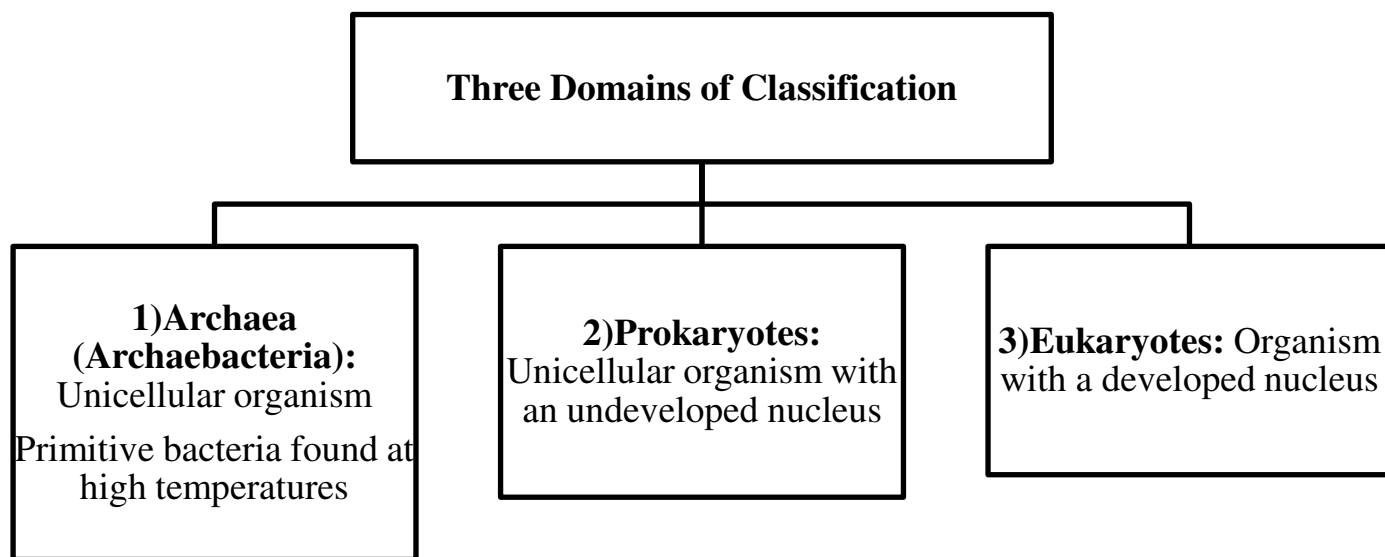 Three Domains of Classification
1)Archaea
(Archaebacteria):
Unicellular organism
Primitive bacteria found at
high temperatures
2)Prokaryotes:
Unicellular organism with
an undeveloped nucleus
3)Eukaryotes: Organism
with a developed nucleus